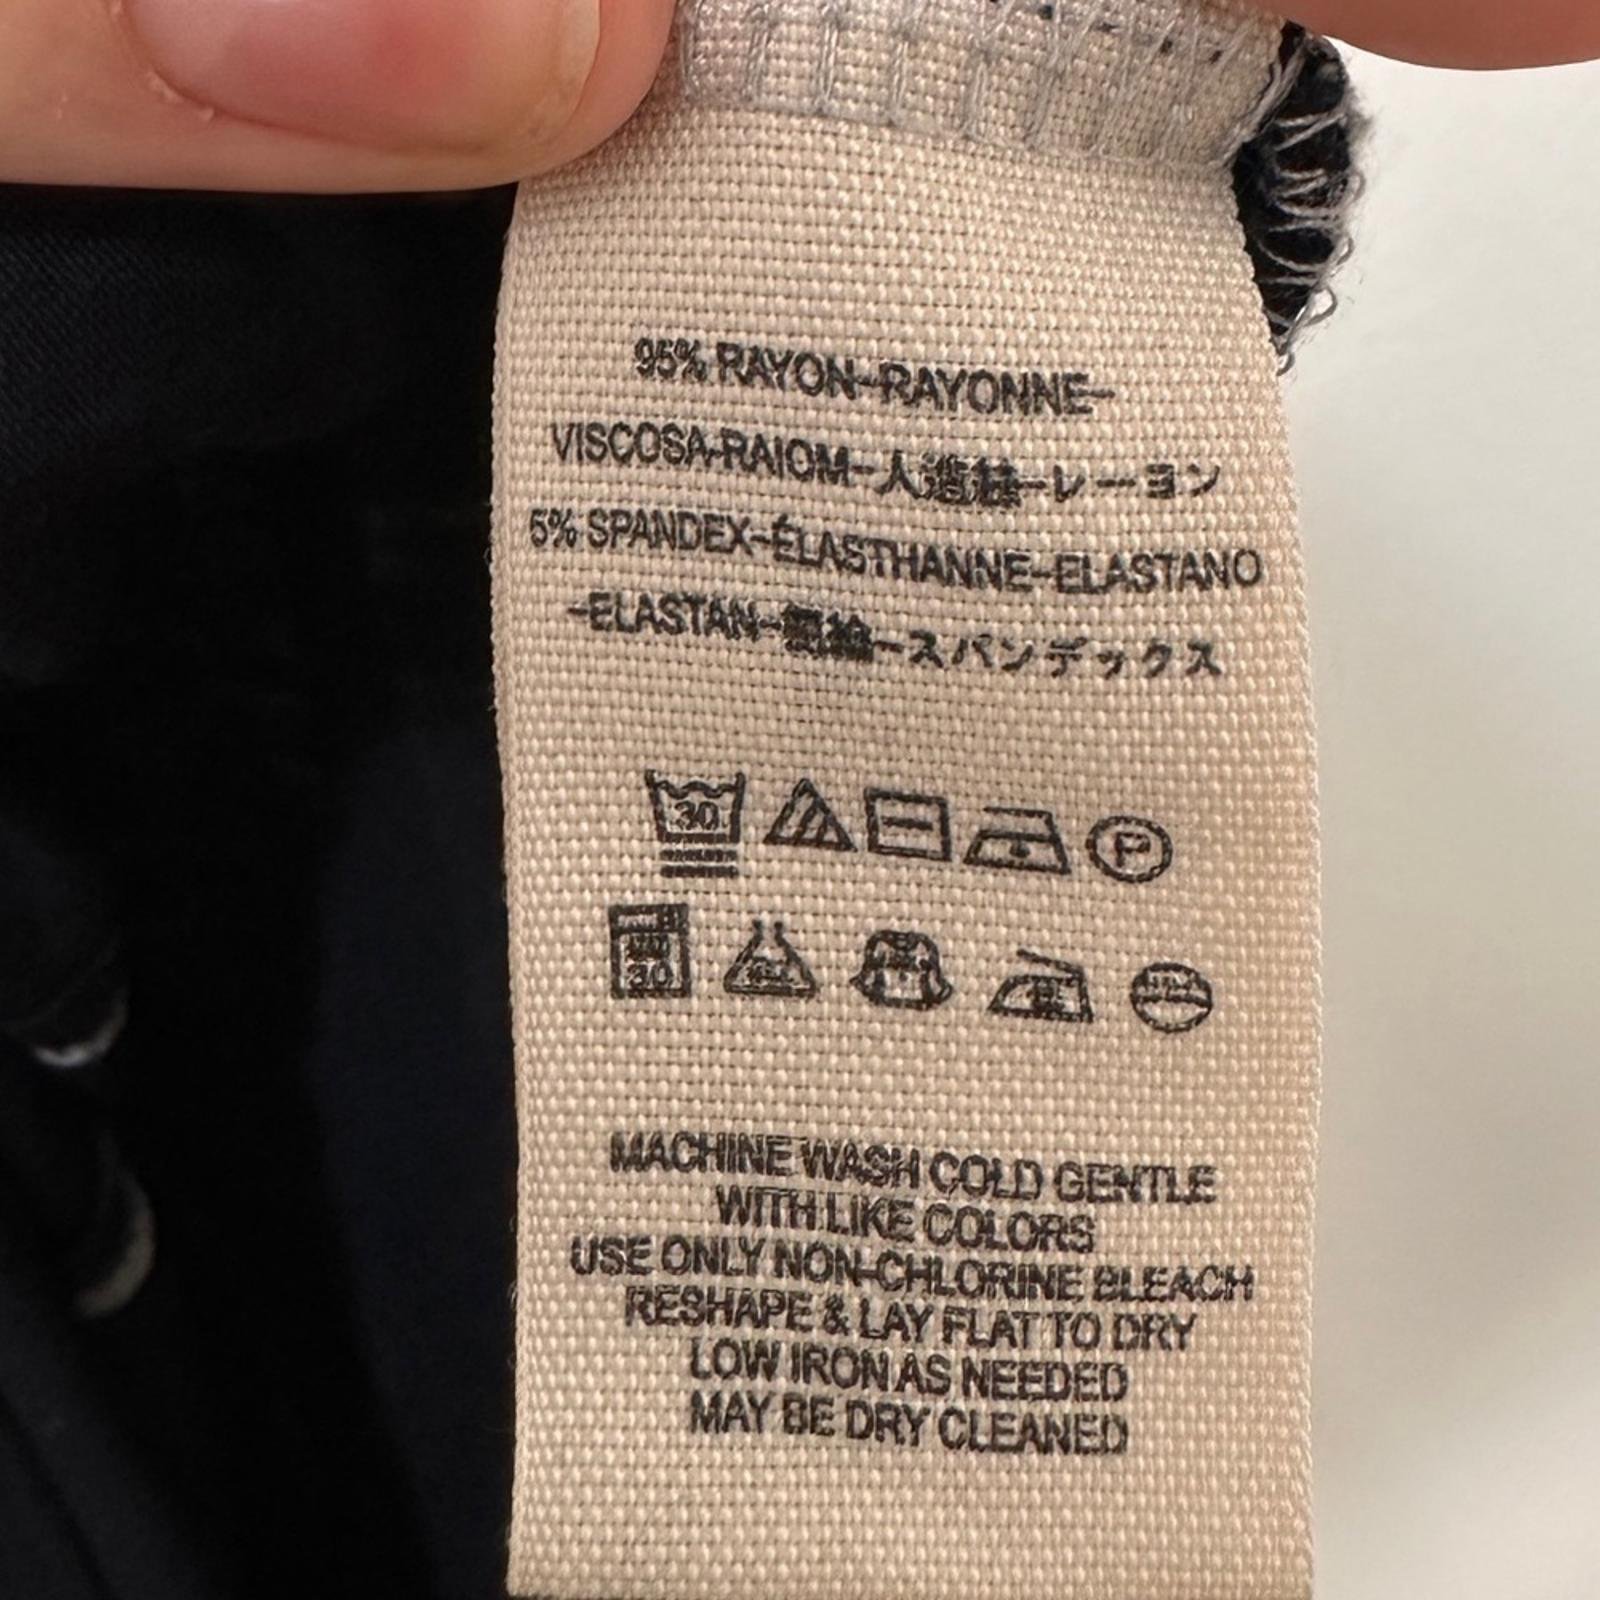 95% RAYON-RAYONNE-
VISCOSA-RAIOM-人造絲-レーヨン
5% SPANDEX-ÉLASTHANNE-ELASTANO
-ELASTAN-スパンデックス
30
P
30
MACHINE WASH COLD GENTLE
WITH LIKE COLORS
USE ONLY NON-CHLORINE BLEACH
RESHAPE & LAY FLAT TO DRY
LOW IRON AS NEEDED
MAY BE DRY CLEANED